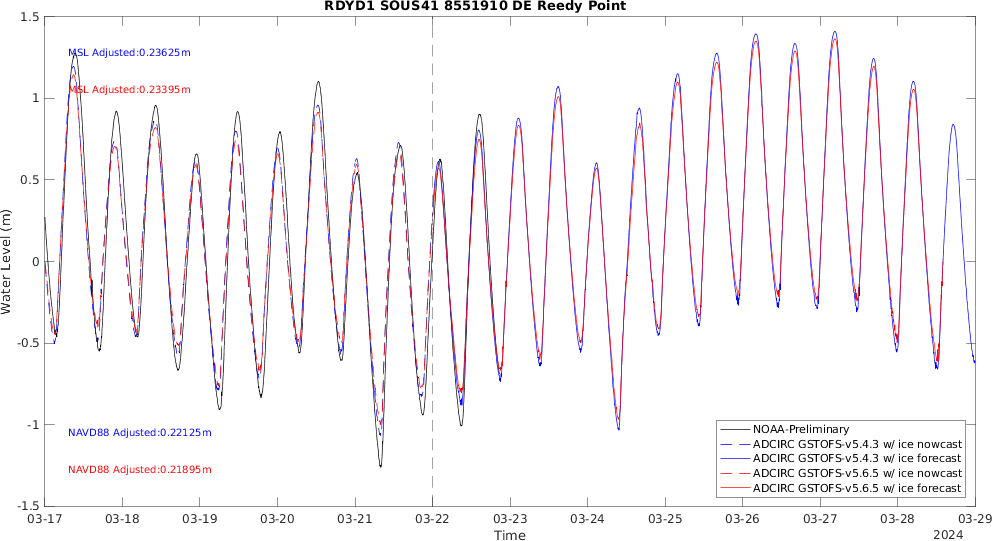 RDYD1 SOUS41 8551910 DE Reedy Point
Water Level (m)
1.5
1
0.5
0
-0.5
-1
-1.5
MSL Adjusted:0.23625m
MSL Adjusted:0.23395m
NAVD88 Adjusted:0.22125m
NAVD88 Adjusted:0.21895m
NOAA-Preliminary
ADCIRC GSTOFS-v5.4.3 w/ ice nowcast
ADCIRC GSTOFS-v5.4.3 w/ ice forecast
ADCIRC GSTOFS-v5.6.5 w/ ice nowcast
ADCIRC GSTOFS-v5.6.5 w/ ice forecast
03-17 03-18 03-19 03-20 03-21 03-22 03-23 03-24 03-25 03-26 03-27 03-28 03-29
Time
2024